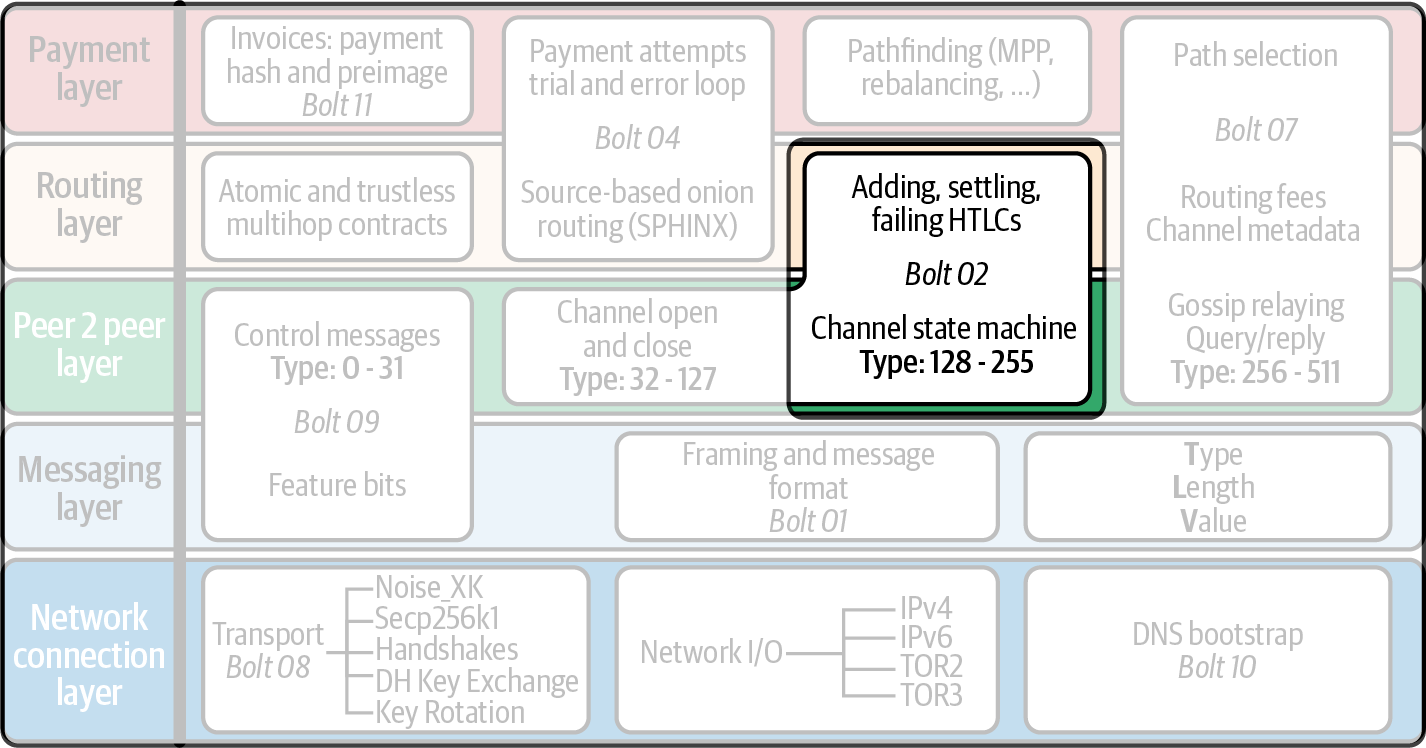 Payment
layer
Invoices: payment
hash and preimage
Bolt 11
Payment attempts
trial and error loop
Bolt 04
Source-based onion
routing (SPHINX)
Pathfinding (MPP,
rebalancing, ...)
Path selection
Bolt 07
Routing fees
Channel metadata
Gossip relaying
Query/reply
Type: 256 - 511
Routing
layer
Atomic and trustless
multihop contracts
Adding, settling,
failing HTLCs
Bolt 02
Channel state machine
Type: 128 - 255
Peer 2 peer
layer
Control messages
Type: 0 - 31
Bolt 09
Feature bits
Channel open
and close
Type: 32 - 127
Messaging
layer
Framing and message
format
Bolt 01
Type
Length
Value
Network
connection
layer
Transport
Bolt 08
Noise_XK
Secp256k1
Handshakes
DH Key Exchange
Key Rotation
Network I/O
IPv4
IPv6
TOR2
TOR3
DNS bootstrap
Bolt 10